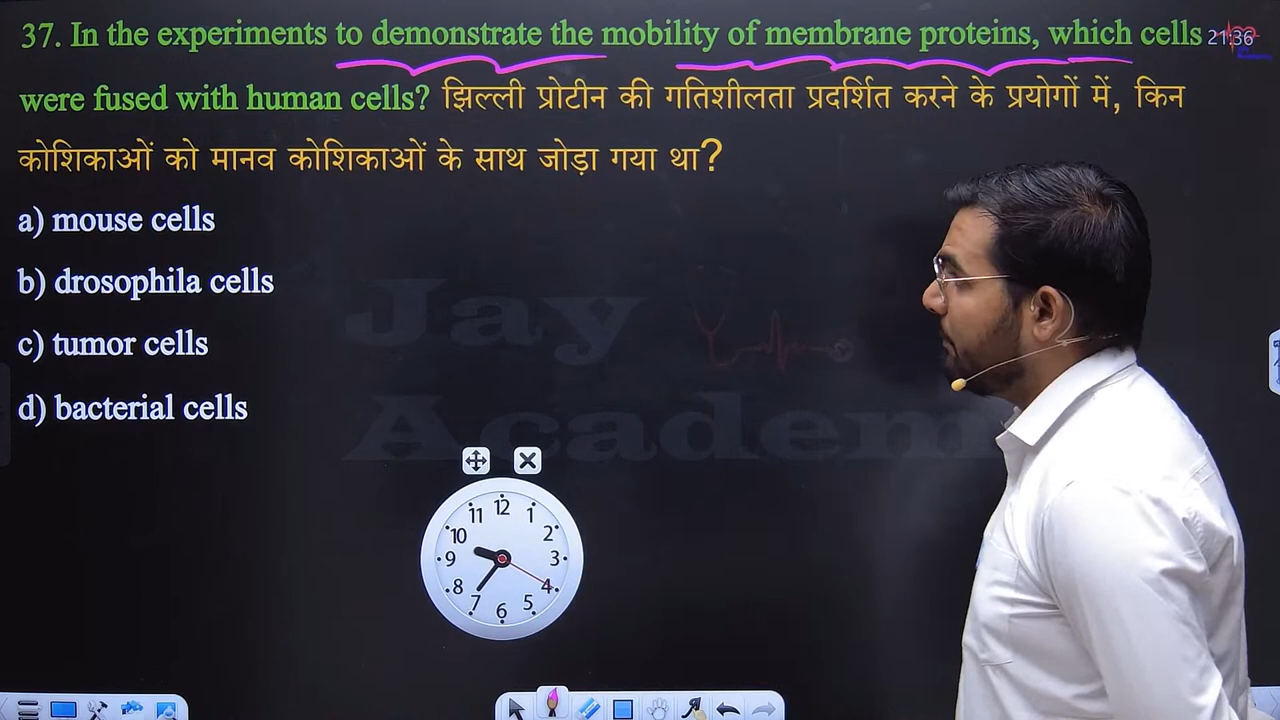 37. In the experiments to demonstrate the mobility of membrane proteins, which cells
21:36
were fused with human cells? झिल्ली प्रोटीन की गतिशीलता प्रदर्शित करने के प्रयोगों में, किन
कोशिकाओं को मानव कोशिकाओं के साथ जोड़ा गया था?
a) mouse cells
b) drosophila cells
c) tumor cells
d) bacterial cells
Jay
Academ
12
11 1
10 2
9 3
8 4
7 5
6